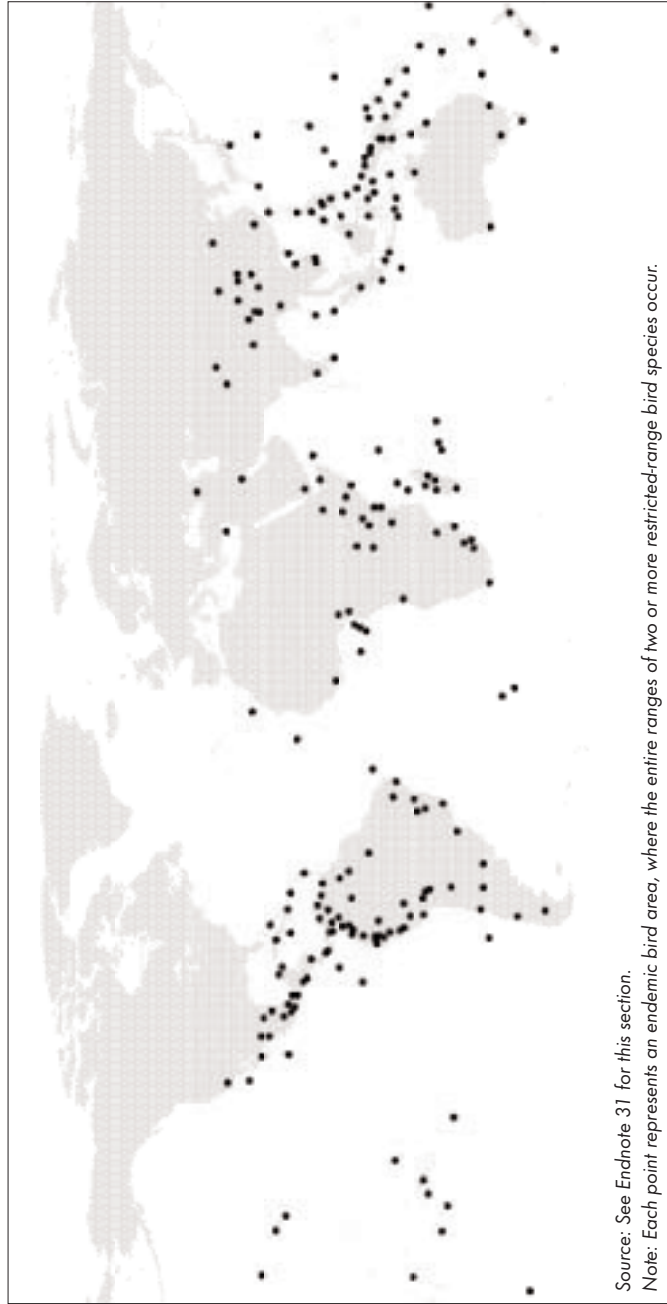 Source: See Endnote 31 for this section.
Note: Each point represents an endemic bird area, where the entire ranges of two or more restricted-range bird species occur.